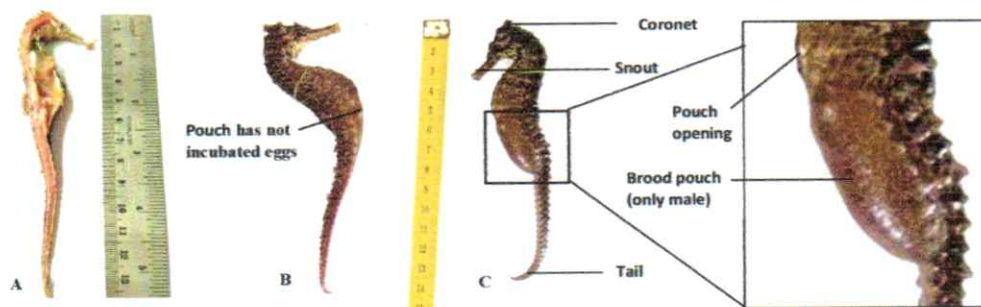 Coronet
Snout
Pouch has not
incubated eggs
Pouch
opening
Brood pouch
(only male)
Tail
A
B
C